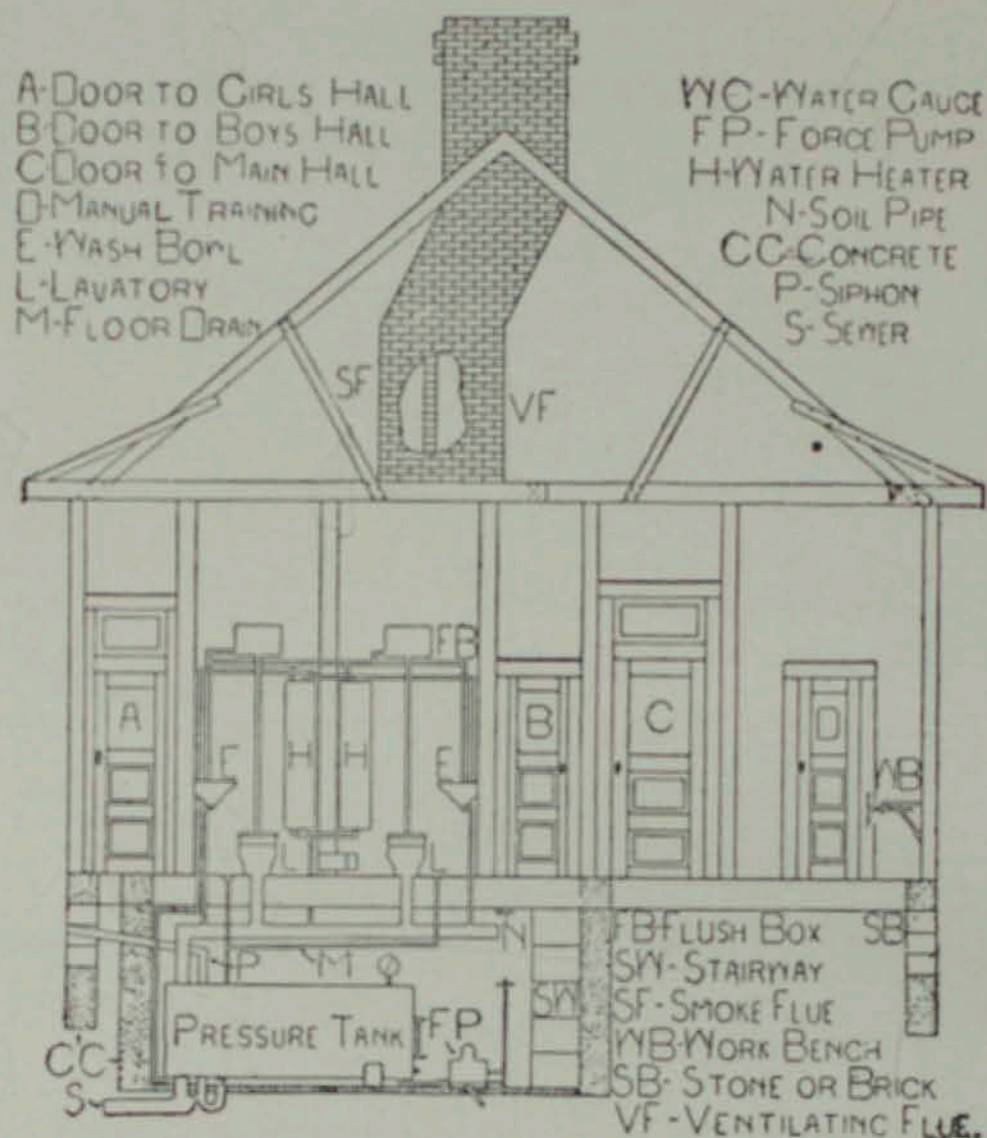 A-DOOR TO GIRLS HALL
B-DOOR TO BOYS HALL
C-DOOR TO MAIN HALL
D-MANUAL TRAINING
E-WASH BOWL
L-LAVATORY
M-FLOOR DRAIN
WG-WATER GAUGE
FP-FORCE PUMP
H-WATER HEATER
N-SOIL PIPE
CC-CONCRETE
P-SIPHON
S-SEWER
SF
VF
FB
A
B
C
D
E
H H
E
WB
L
L
N
P
M
PRESSURE TANK
FP
SW
CC
S
FB-FLUSH BOX
SB
SW-STAIRWAY
SF-SMOKE FLUE
WB-WORK BENCH
SB-STONE OR BRICK
VF-VENTILATING FLUE.